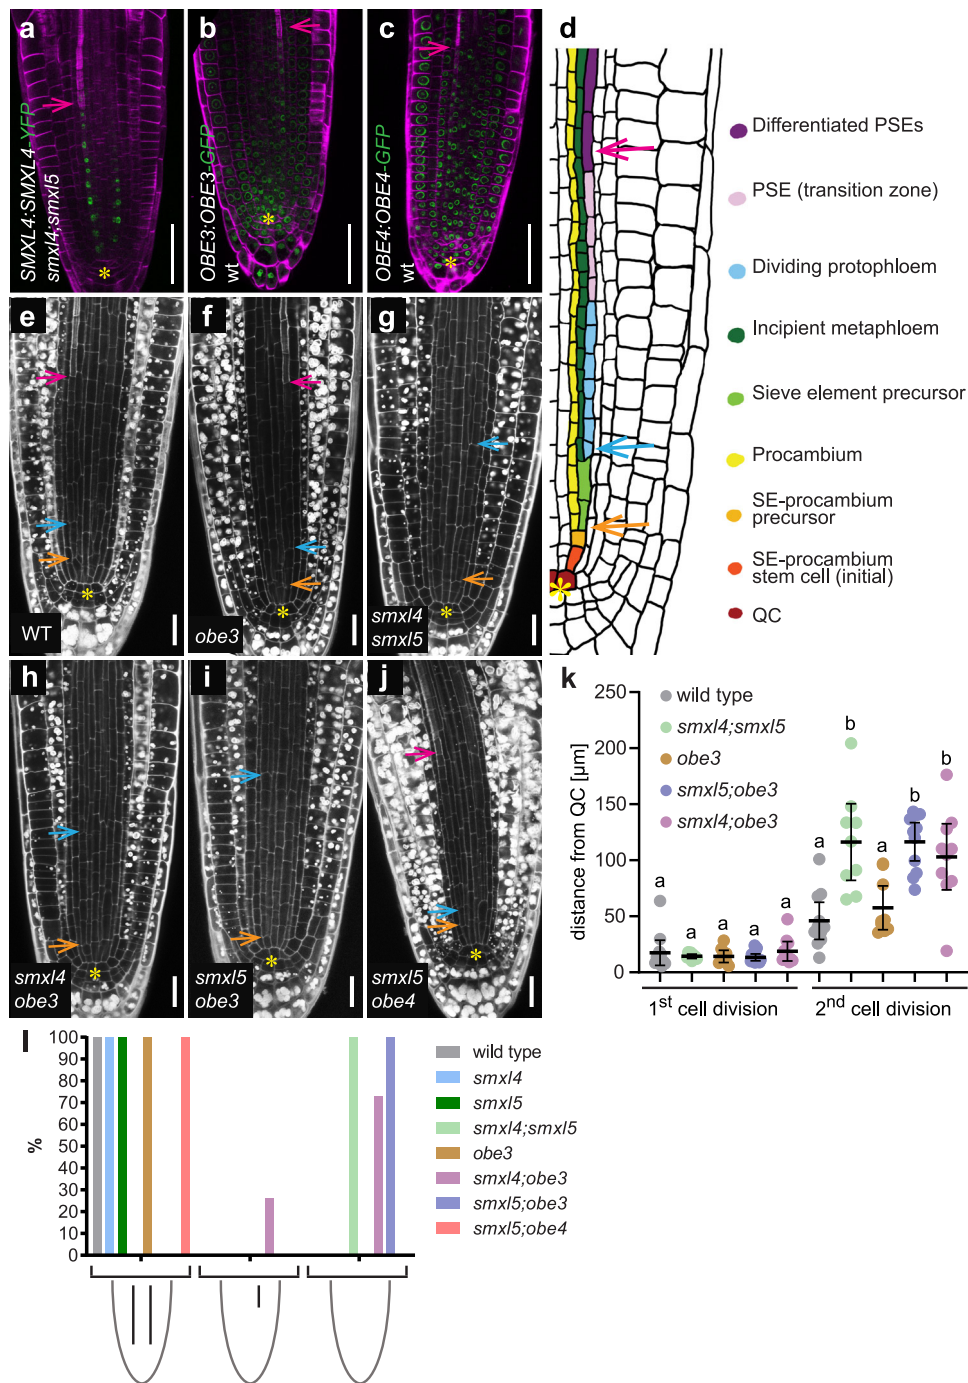 a
SMXL4:SMXL4-YFP
smxl4;smxl5
b
OBE3:OBE3-GFP
wt
c
OBE4:OBE4-GFP
wt
d
Differentiated PSEs
PSE (transition zone)
Dividing protophloem
Incipient metaphloem
Sieve element precursor
Procambium
SE-procambium
precursor
SE-procambium
stem cell (initial)
QC
e
WT
f
obe3
g
smxl4
smxl5
h
smxl4
obe3
i
smxl5
obe3
j
smxl5
obe4
k
distance from QC [µm]
250
200
150
100
50
0
wild type
smxl4;smxl5
obe3
smxl5;obe3
smxl4;obe3
a a a a a
a b a b b
1st cell division
2nd cell division
l
%
100
90
80
70
60
50
40
30
20
10
0
wild type
smxl4
smxl5
smxl4;smxl5
obe3
smxl4;obe3
smxl5;obe3
smxl5;obe4